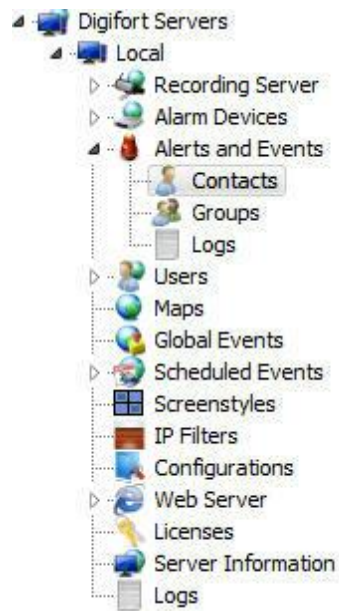 Digifort Servers
Local
Recording Server
Alarm Devices
Alerts and Events
Contacts
Groups
Logs
Users
Maps
Global Events
Scheduled Events
Screenstyles
IP Filters
Configurations
Web Server
Licenses
Server Information
Logs